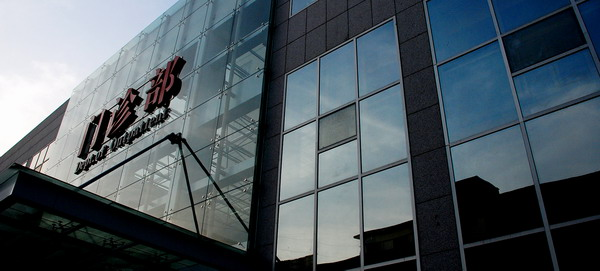 门诊部
Dept.of Outpatient